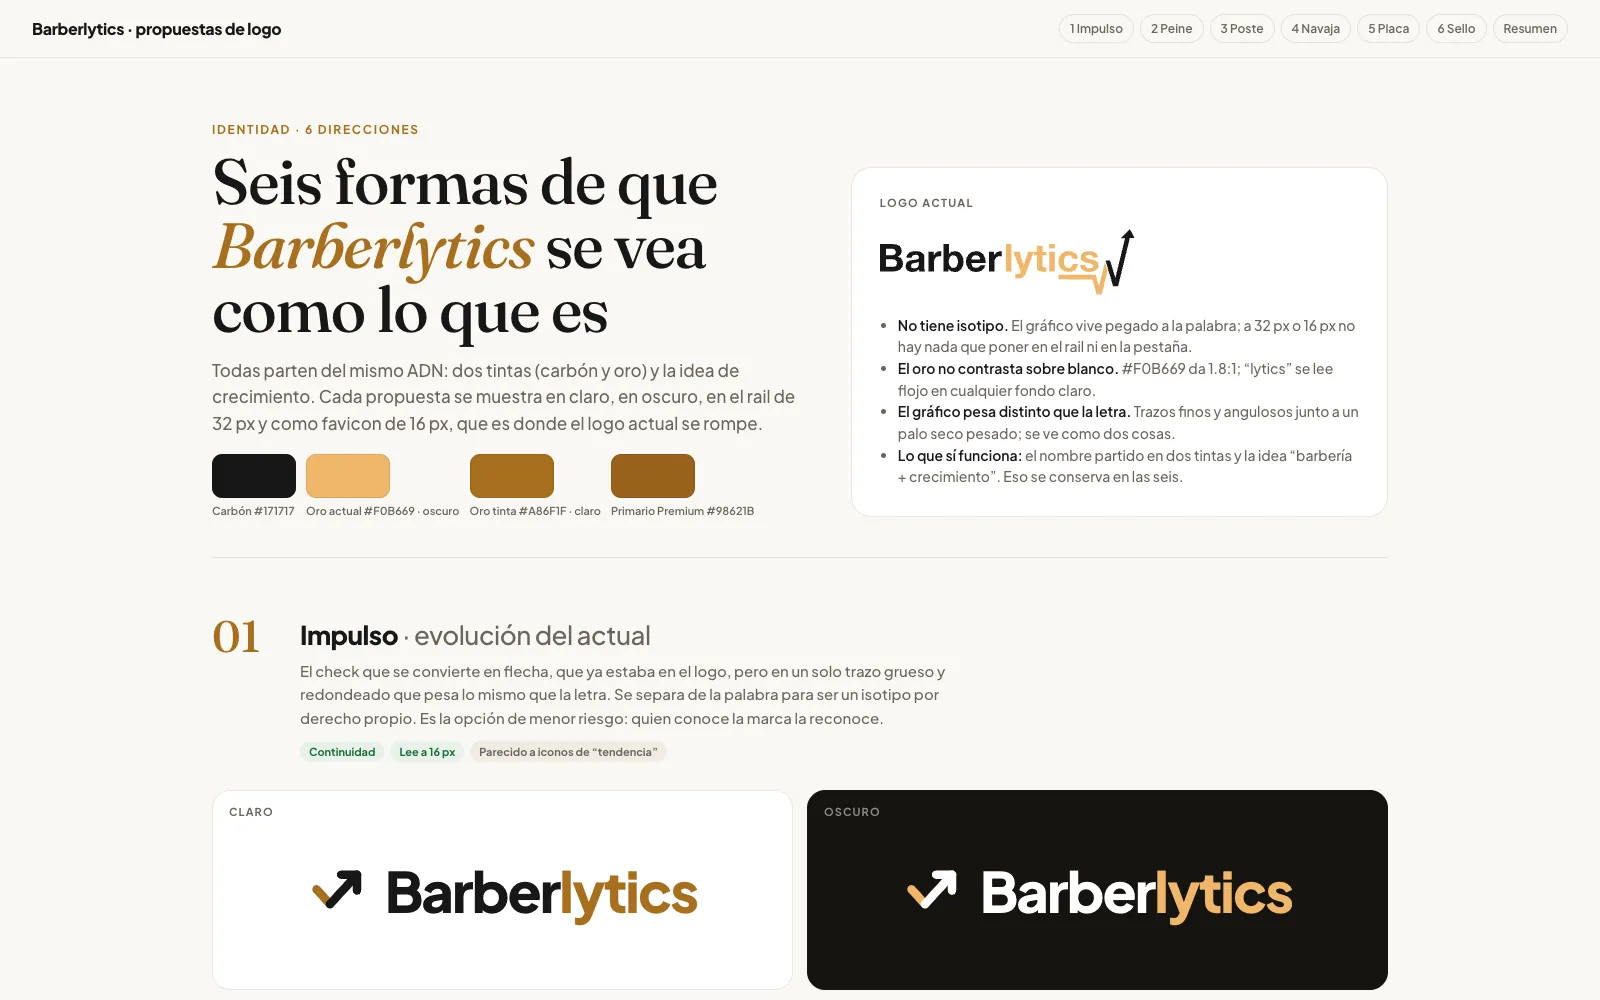 Barberlytics · propuestas de logo
1 Impulso
2 Peine
3 Poste
4 Navaja
5 Placa
6 Sello
Resumen
IDENTIDAD · 6 DIRECCIONES
Seis formas de que
Barberlytics se vea
como lo que es
Todas parten del mismo ADN: dos tintas (carbón y oro) y la idea de
crecimiento. Cada propuesta se muestra en claro, en oscuro, en el rail de
32 px y como favicon de 16 px, que es donde el logo actual se rompe.
Carbón #171717
Oro actual #F0B669 · oscuro
Oro tinta #A86F1F · claro
Primario Premium #98621B
LOGO ACTUAL
Barberlytics
No tiene isotipo. El gráfico vive pegado a la palabra; a 32 px o 16 px no
hay nada que poner en el rail ni en la pestaña.
El oro no contrasta sobre blanco. #F0B669 da 1.8:1; “lytics” se lee
flojo en cualquier fondo claro.
El gráfico pesa distinto que la letra. Trazos finos y angulosos junto a un
palo seco pesado; se ve como dos cosas.
Lo que sí funciona: el nombre partido en dos tintas y la idea “barbería
+ crecimiento”. Eso se conserva en las seis.
01
Impulso · evolución del actual
El check que se convierte en flecha, que ya estaba en el logo, pero en un solo trazo grueso y
redondeado que pesa lo mismo que la letra. Se separa de la palabra para ser un isotipo por
derecho propio. Es la opción de menor riesgo: quien conoce la marca la reconoce.
Continuidad
Lee a 16 px
Parecido a iconos de “tendencia”
CLARO
Barberlytics
OSCURO
Barberlytics